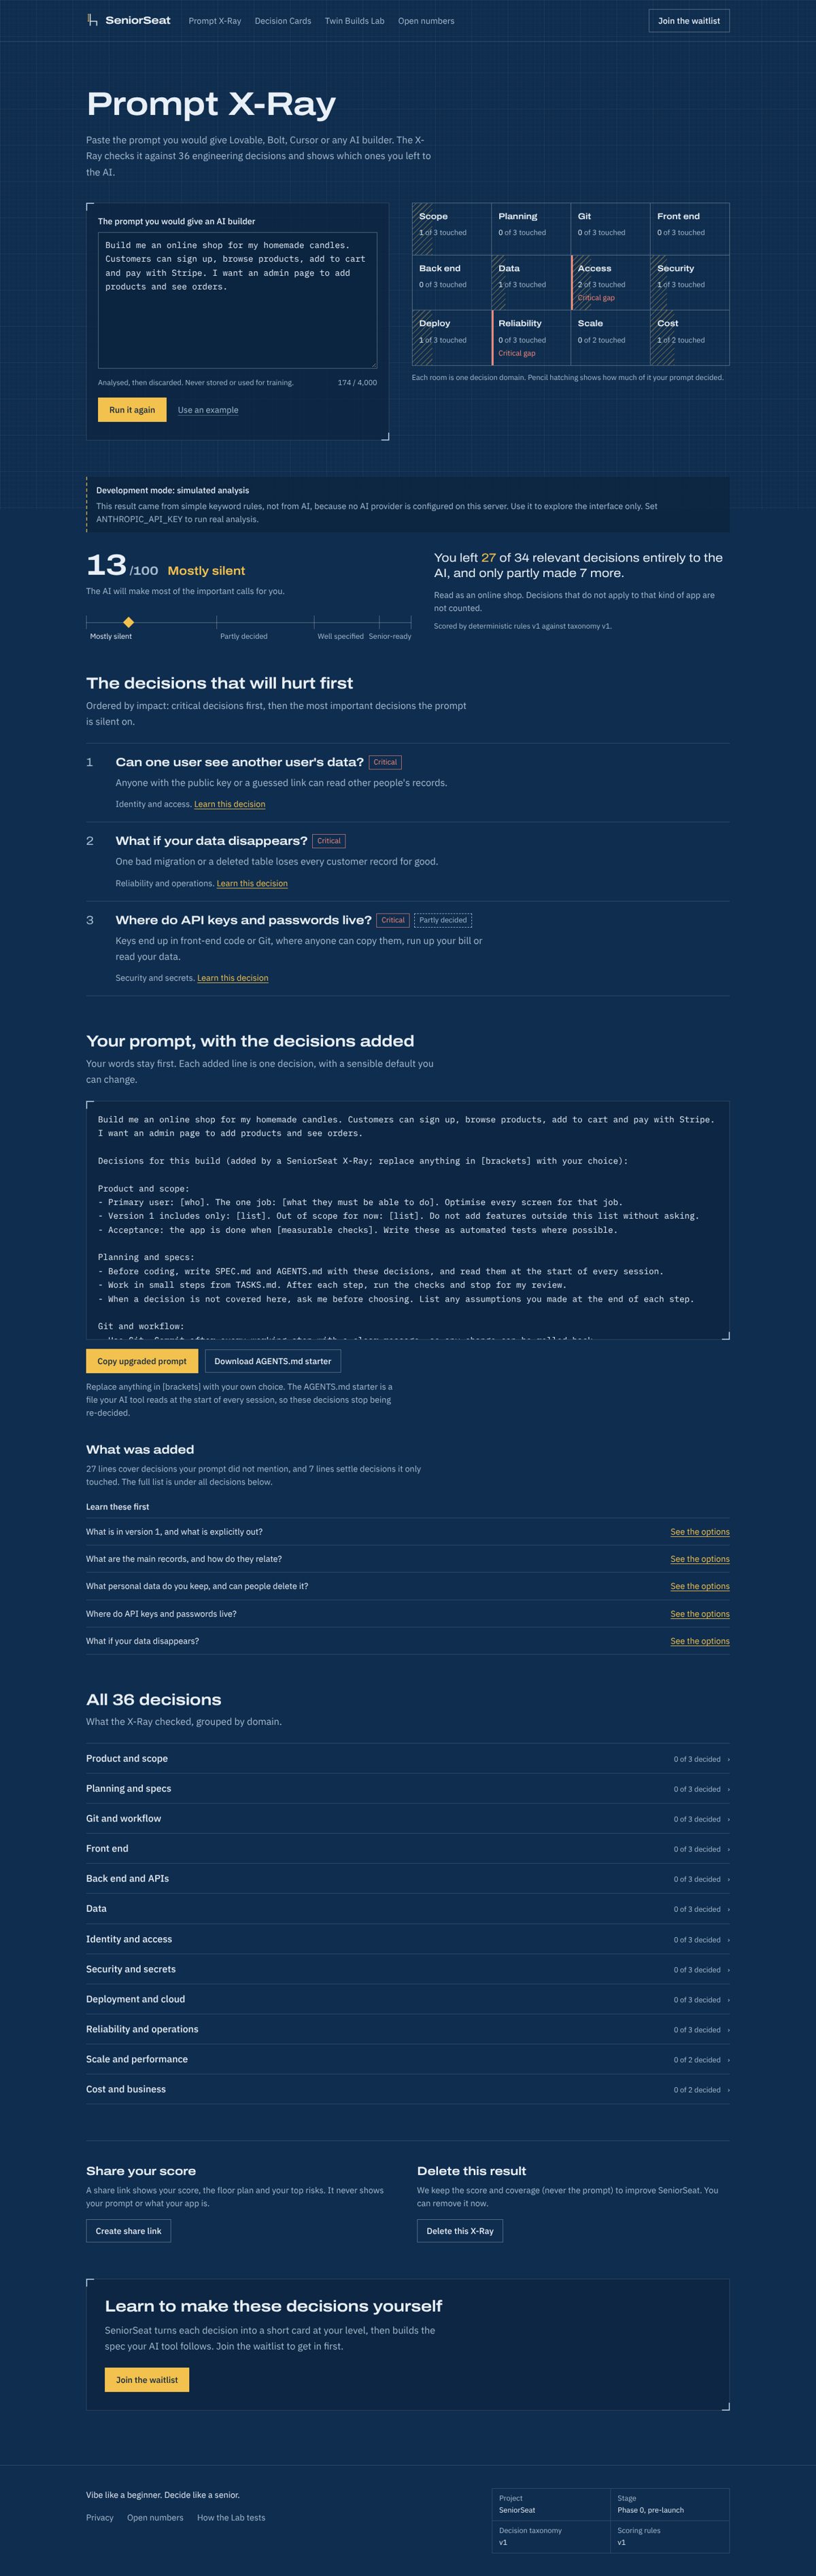 SeniorSeat
Prompt X-Ray
Decision Cards
Twin Builds Lab
Open numbers
Join the waitlist
Prompt X-Ray
Paste the prompt you would give Lovable, Bolt, Cursor or any AI builder. The X-
Ray checks it against 36 engineering decisions and shows which ones you left to
the AI.
The prompt you would give an AI builder
Build me an online shop for my homemade candles.
Customers can sign up, browse products, add to cart
and pay with Stripe. I want an admin page to add
products and see orders.
Analysed, then discarded. Never stored or used for training.
174 / 4,000
Run it again
Use an example
Scope
1 of 3 touched
Planning
0 of 3 touched
Git
0 of 3 touched
Front end
0 of 3 touched
Back end
0 of 3 touched
Data
1 of 3 touched
Access
2 of 3 touched
Critical gap
Security
1 of 3 touched
Deploy
1 of 3 touched
Reliability
0 of 3 touched
Critical gap
Scale
0 of 2 touched
Cost
1 of 2 touched
Each room is one decision domain. Pencil hatching shows how much of it your prompt decided.
Development mode: simulated analysis
This result came from simple keyword rules, not from AI, because no AI provider is configured on this server. Use it to explore the interface only. Set
ANTHROPIC_API_KEY to run real analysis.
13 /100 Mostly silent
The AI will make most of the important calls for you.
Mostly silent
Partly decided
Well specified
Senior-ready
You left 27 of 34 relevant decisions entirely to the
AI, and only partly made 7 more.
Read as an online shop. Decisions that do not apply to that kind of app are
not counted.
Scored by deterministic rules v1 against taxonomy v1.
The decisions that will hurt first
Ordered by impact: critical decisions first, then the most important decisions the prompt
is silent on.
1 Can one user see another user's data? Critical
Anyone with the public key or a guessed link can read other people's records.
Identity and access. Learn this decision
2 What if your data disappears? Critical
One bad migration or a deleted table loses every customer record for good.
Reliability and operations. Learn this decision
3 Where do API keys and passwords live? Critical Partly decided
Keys end up in front-end code or Git, where anyone can copy them, run up your bill or
read your data.
Security and secrets. Learn this decision
Your prompt, with the decisions added
Your words stay first. Each added line is one decision, with a sensible default you
can change.
Build me an online shop for my homemade candles. Customers can sign up, browse products, add to cart and pay with Stripe.
I want an admin page to add products and see orders.
Decisions for this build (added by a SeniorSeat X-Ray; replace anything in [brackets] with your choice):
Product and scope:
- Primary user: [who]. The one job: [what they must be able to do]. Optimise every screen for that job.
- Version 1 includes only: [list]. Out of scope for now: [list]. Do not add features outside this list without asking.
- Acceptance: the app is done when [measurable checks]. Write these as automated tests where possible.
Planning and specs:
- Before coding, write SPEC.md and AGENTS.md with these decisions, and read them at the start of every session.
- Work in small steps from TASKS.md. After each step, run the checks and stop for my review.
- When a decision is not covered here, ask me before choosing. List any assumptions you made at the end of each step.
Git and workflow:
Copy upgraded prompt
Download AGENTS.md starter
Replace anything in [brackets] with your own choice. The AGENTS.md starter is a
file your AI tool reads at the start of every session, so these decisions stop being
re-decided.
What was added
27 lines cover decisions your prompt did not mention, and 7 lines settle decisions it only
touched. The full list is under all decisions below.
Learn these first
What is in version 1, and what is explicitly out? See the options
What are the main records, and how do they relate? See the options
What personal data do you keep, and can people delete it? See the options
Where do API keys and passwords live? See the options
What if your data disappears? See the options
All 36 decisions
What the X-Ray checked, grouped by domain.
Product and scope 0 of 3 decided ›
Planning and specs 0 of 3 decided ›
Git and workflow 0 of 3 decided ›
Front end 0 of 3 decided ›
Back end and APIs 0 of 3 decided ›
Data 0 of 3 decided ›
Identity and access 0 of 3 decided ›
Security and secrets 0 of 3 decided ›
Deployment and cloud 0 of 3 decided ›
Reliability and operations 0 of 3 decided ›
Scale and performance 0 of 2 decided ›
Cost and business 0 of 2 decided ›
Share your score
A share link shows your score, the floor plan and your top risks. It never shows
your prompt or what your app is.
Create share link
Delete this result
We keep the score and coverage (never the prompt) to improve SeniorSeat. You
can remove it now.
Delete this X-Ray
Learn to make these decisions yourself
SeniorSeat turns each decision into a short card at your level, then builds the
spec your AI tool follows. Join the waitlist to get in first.
Join the waitlist
Vibe like a beginner. Decide like a senior.
Privacy
Open numbers
How the Lab tests
Project
SeniorSeat
Stage
Phase 0, pre-launch
Decision taxonomy
v1
Scoring rules
v1